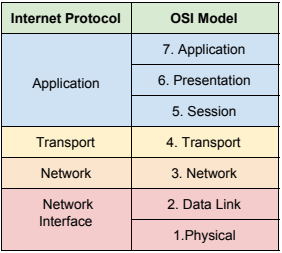 Internet Protocol OSI Model
7. Application
Application
6. Presentation
5. Session
Transport 4. Transport
Network 3. Network
Network
Interface
2. Data Link
1.Physical